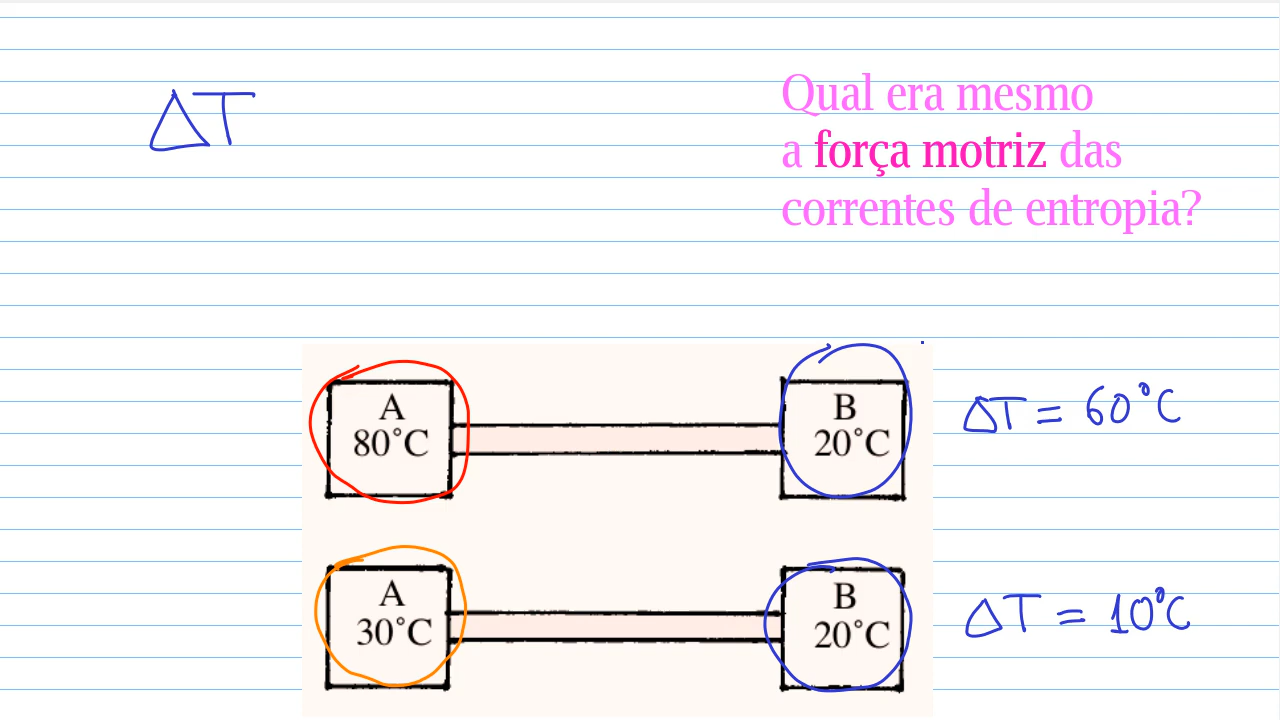 ΔT
Qual era mesmo
a força motriz das
correntes de entropia?
A
80°C
B
20°C
ΔT = 60°C
A
30°C
B
20°C
ΔT = 10°C